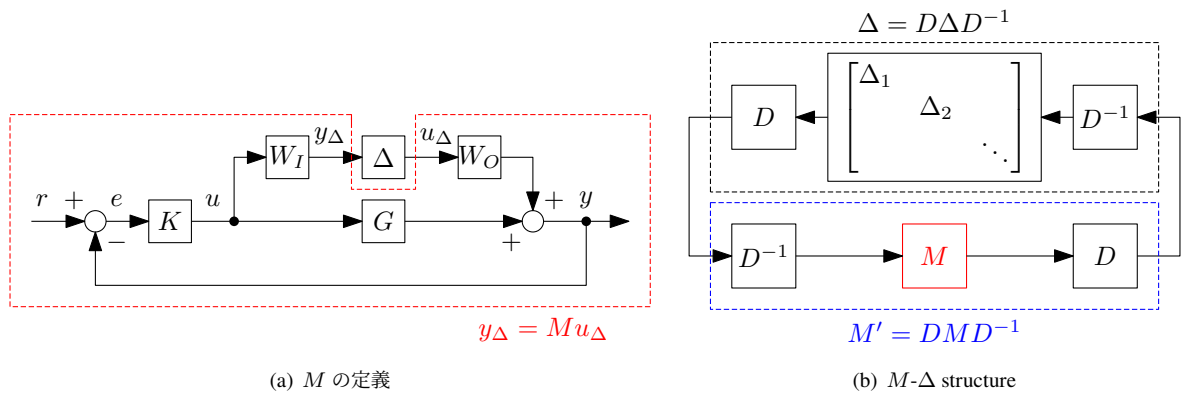 Δ = DΔD⁻¹
y_Δ u_Δ
W_I Δ W_O
r + e u + y
K G
− +
y_Δ = Mu_Δ
(a) M の定義
Δ₁
D Δ₂ D⁻¹
⋱
D⁻¹ M D
M′ = DMD⁻¹
(b) M-Δ structure